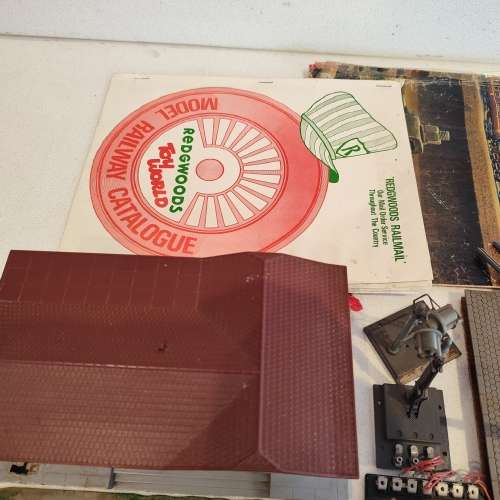 MODEL RAILWAY CATALOGUE
REDGWOODS
TOY
WORLD
R
'REDGWOODS RAILMAIL'
Our Mail Order Service
Throughout The Country